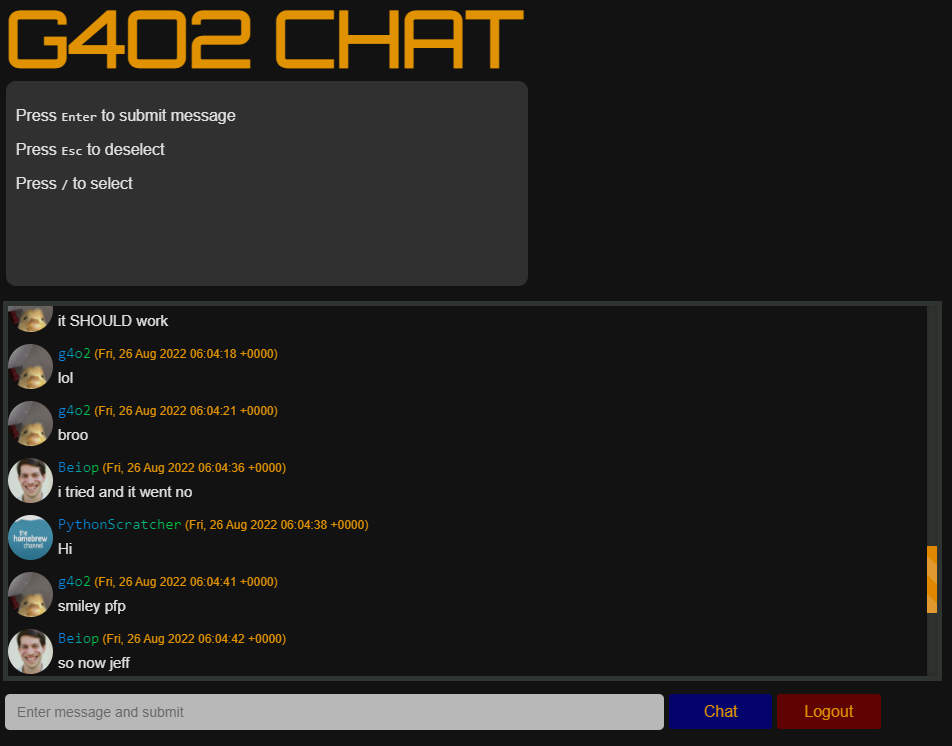 G4O2 CHAT
Press Enter to submit message
Press Esc to deselect
Press / to select
it SHOULD work
g4o2 (Fri, 26 Aug 2022 06:04:18 +0000)
lol
g4o2 (Fri, 26 Aug 2022 06:04:21 +0000)
broo
Beiop (Fri, 26 Aug 2022 06:04:36 +0000)
i tried and it went no
PythonScratcher (Fri, 26 Aug 2022 06:04:38 +0000)
the
homebrew
channel
Hi
g4o2 (Fri, 26 Aug 2022 06:04:41 +0000)
smiley pfp
Beiop (Fri, 26 Aug 2022 06:04:42 +0000)
so now jeff
Enter message and submit
Chat
Logout